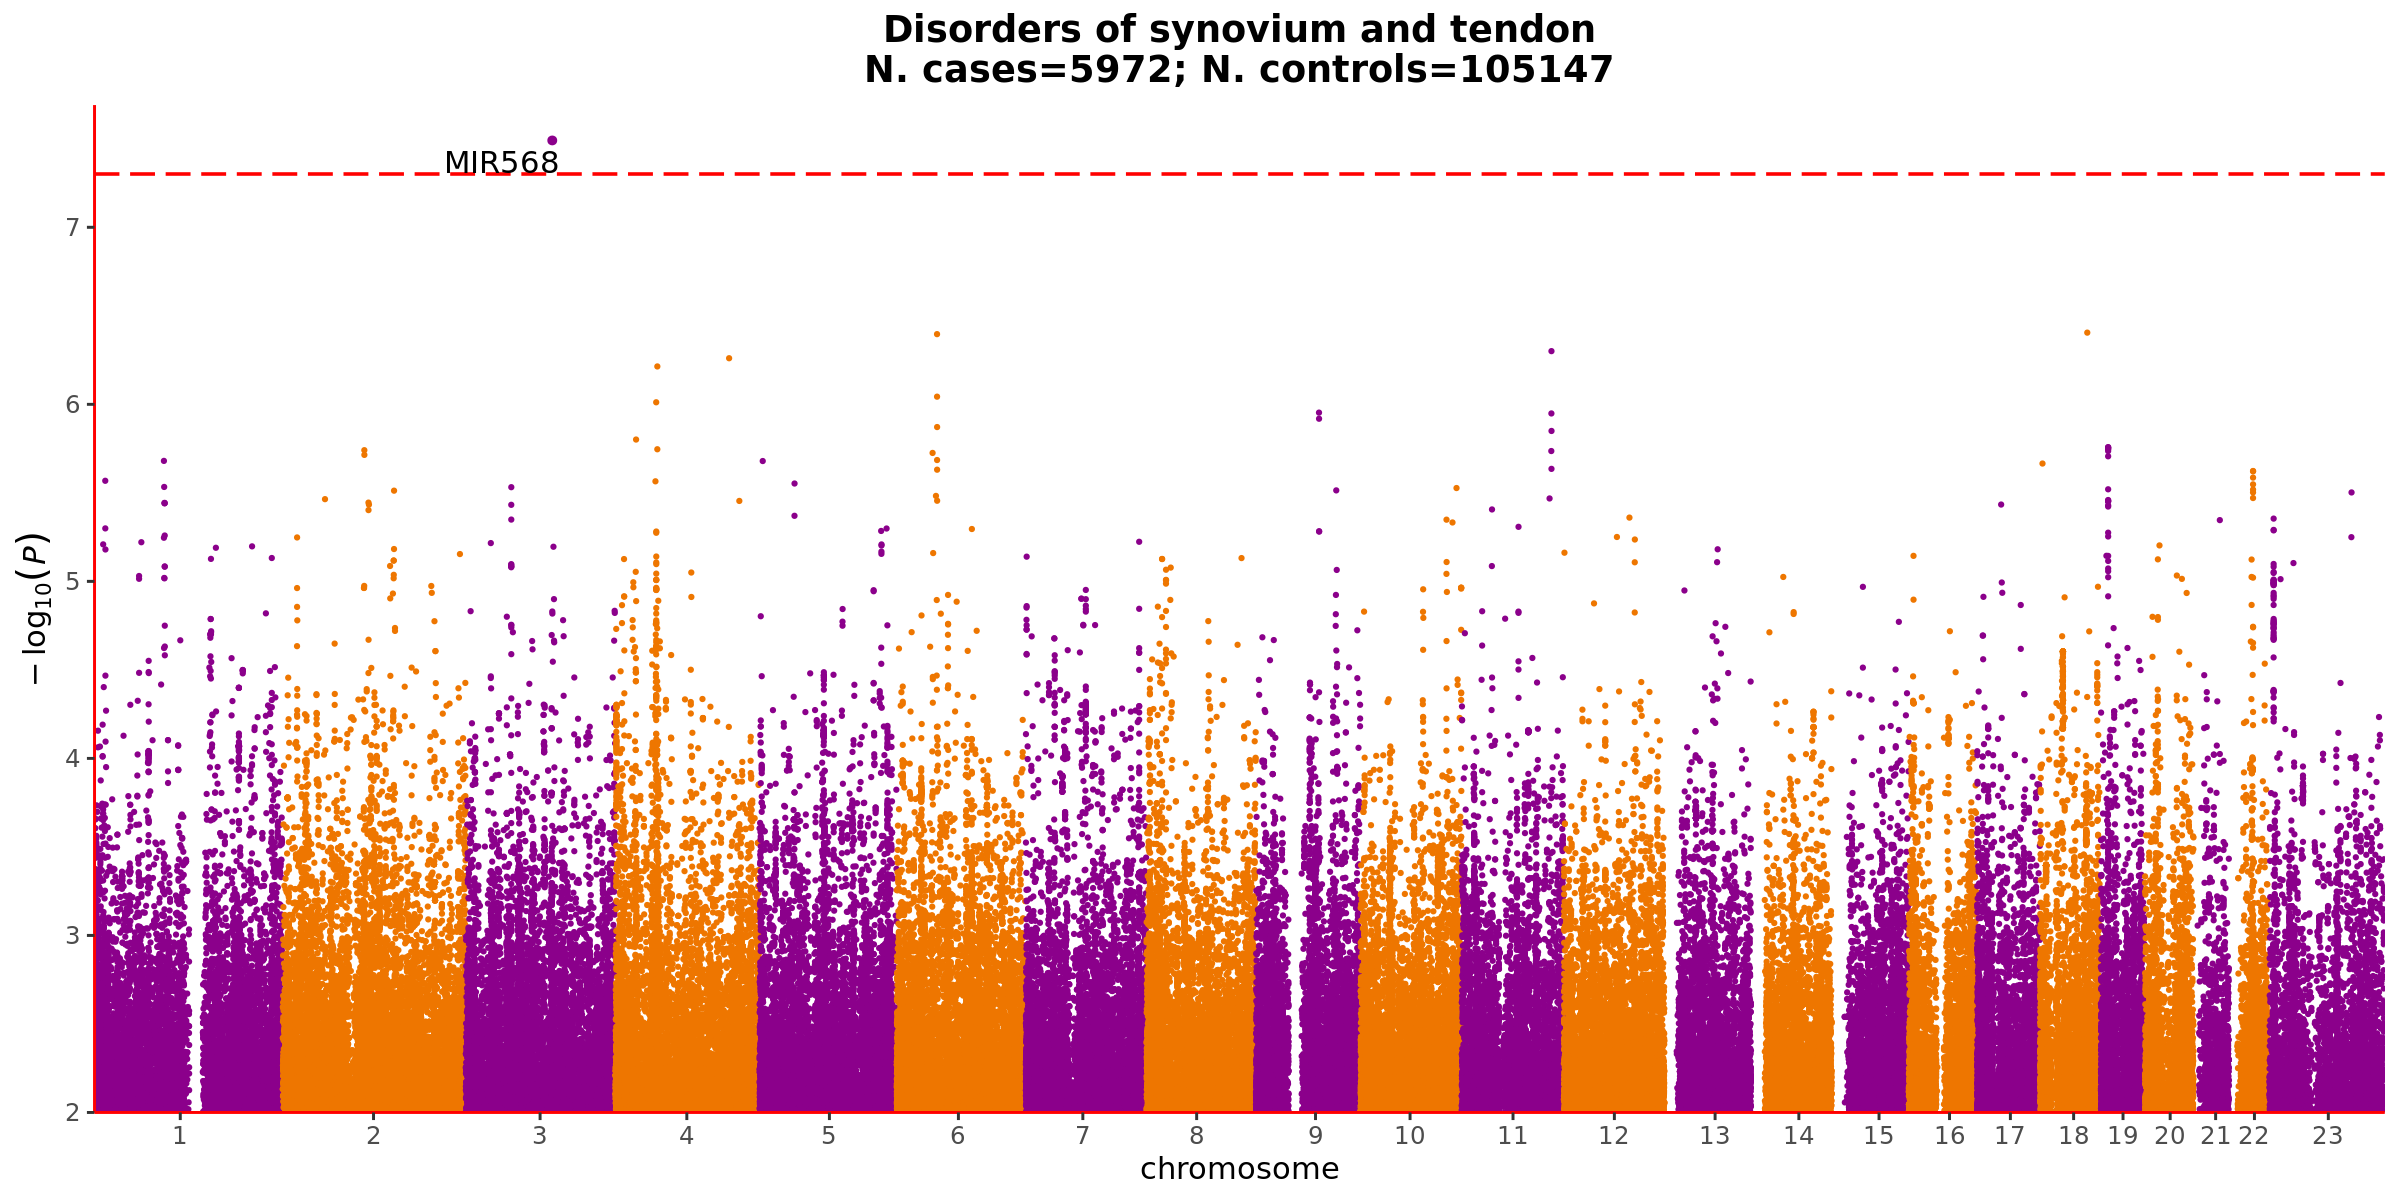 Disorders of synovium and tendon
N. cases=5972; N. controls=105147
MIR568
7
6
5
4
3
2
−log₁₀(P)
1 2 3 4 5 6 7 8 9 10 11 12 13 14 15 16 17 18 19 20 21 22 23
chromosome